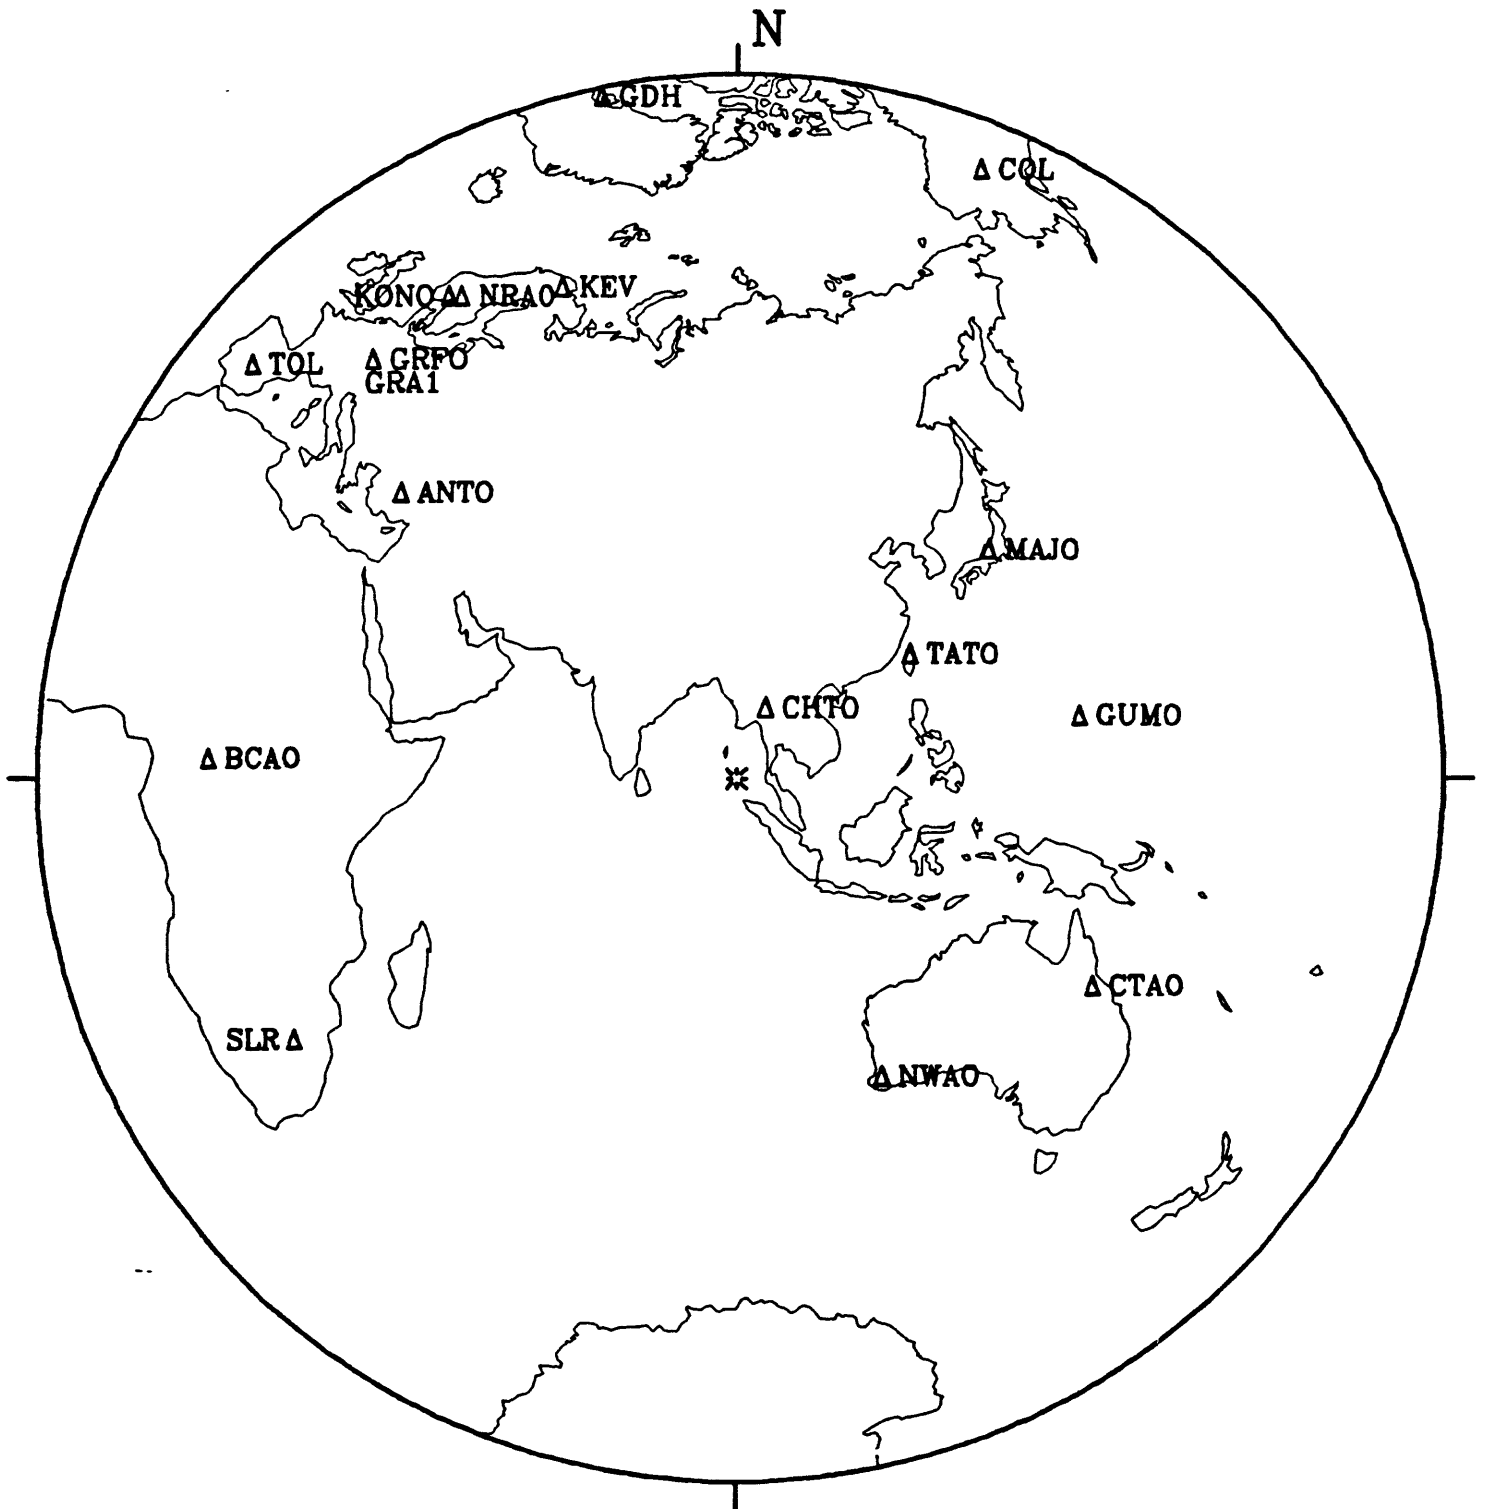 N
GDH
COL
KEV
KONO
NRAO
TOL
GRFO
GRA1
ANTO
MAJO
TATO
CHTO
GUMO
BCAO
CTAO
SLR
NWAO